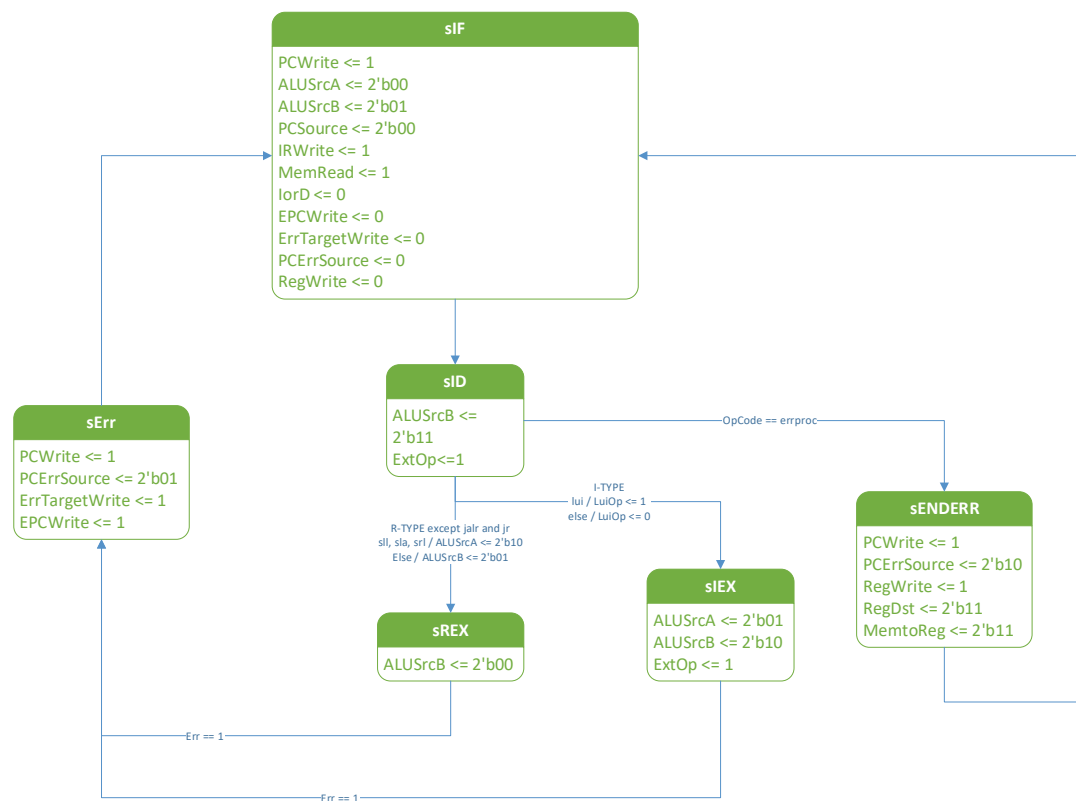 sIF
PCWrite <= 1
ALUSrcA <= 2'b00
ALUSrcB <= 2'b01
PCSource <= 2'b00
IRWrite <= 1
MemRead <= 1
IorD <= 0
EPCWrite <= 0
ErrTargetWrite <= 0
PCErrSource <= 0
RegWrite <= 0
sID
ALUSrcB <=
2'b11
ExtOp<=1
OpCode == errproc
sErr
PCWrite <= 1
PCErrSource <= 2'b01
ErrTargetWrite <= 1
EPCWrite <= 1
I-TYPE
lui / LuiOp <= 1
else / LuiOp <= 0
R-TYPE except jalr and jr
sll, sla, srl / ALUSrcA <= 2'b10
Else / ALUSrcB <= 2'b01
sENDERR
PCWrite <= 1
PCErrSource <= 2'b10
RegWrite <= 1
RegDst <= 2'b11
MemtoReg <= 2'b11
sIEX
ALUSrcA <= 2'b01
ALUSrcB <= 2'b10
ExtOp <= 1
sREX
ALUSrcB <= 2'b00
Err == 1
Err == 1